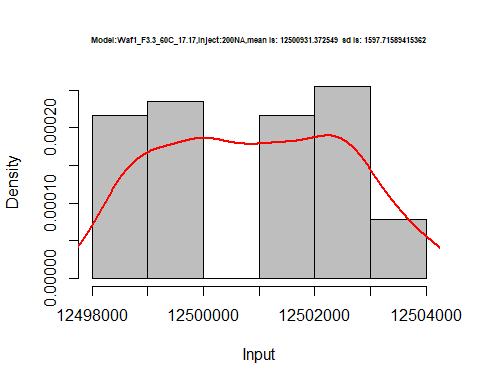 Model:Waf1_F3.3_60C_17.17,Inject:200NA,mean is: 12500931.372549 sd is: 1597.71589415362
Density
0.00020
0.00010
0.00000
12498000 12500000 12502000 12504000
Input